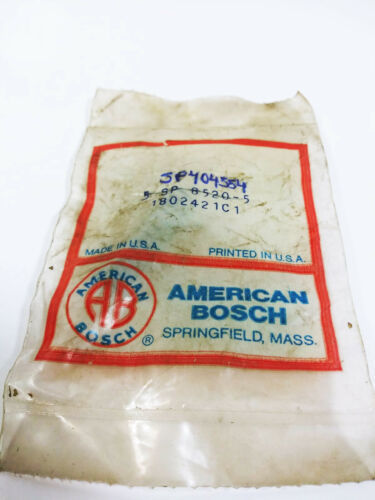 SP404554
5 SP 8520-5
1802421C1
MADE IN U.S.A.
PRINTED IN U.S.A.
AMERICAN
AB
BOSCH
®
AMERICAN
BOSCH
SPRINGFIELD, MASS.